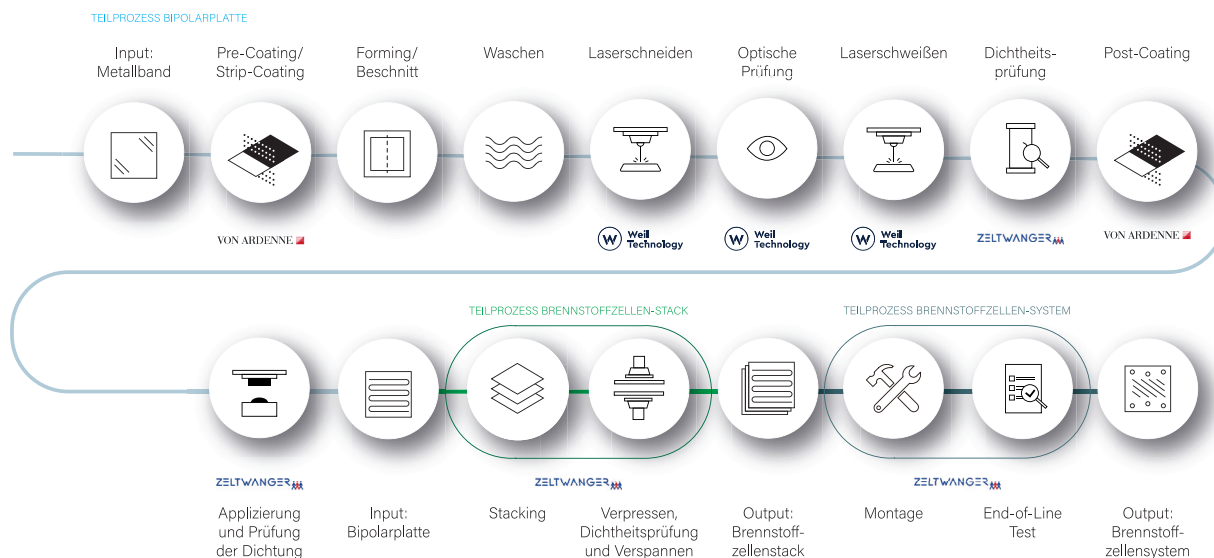 TEILPROZESS BIPOLARPLATTE
Input:
Metallband
Pre-Coating/
Strip-Coating
Forming/
Beschnitt
Waschen
Laserschneiden
Optische
Prüfung
Laserschweißen
Dichtheits-
prüfung
Post-Coating
VON ARDENNE
W Weil
Technology
W Weil
Technology
W Weil
Technology
ZELTWANGER
VON ARDENNE
TEILPROZESS BRENNSTOFFZELLEN-STACK
TEILPROZESS BRENNSTOFFZELLEN-SYSTEM
ZELTWANGER
ZELTWANGER
ZELTWANGER
Applizierung
und Prüfung
der Dichtung
Input:
Bipolarplatte
Stacking
Verpressen,
Dichtheitsprüfung
und Verspannen
Output:
Brennstoff-
zellenstack
Montage
End-of-Line
Test
Output:
Brennstoff-
zellensystem